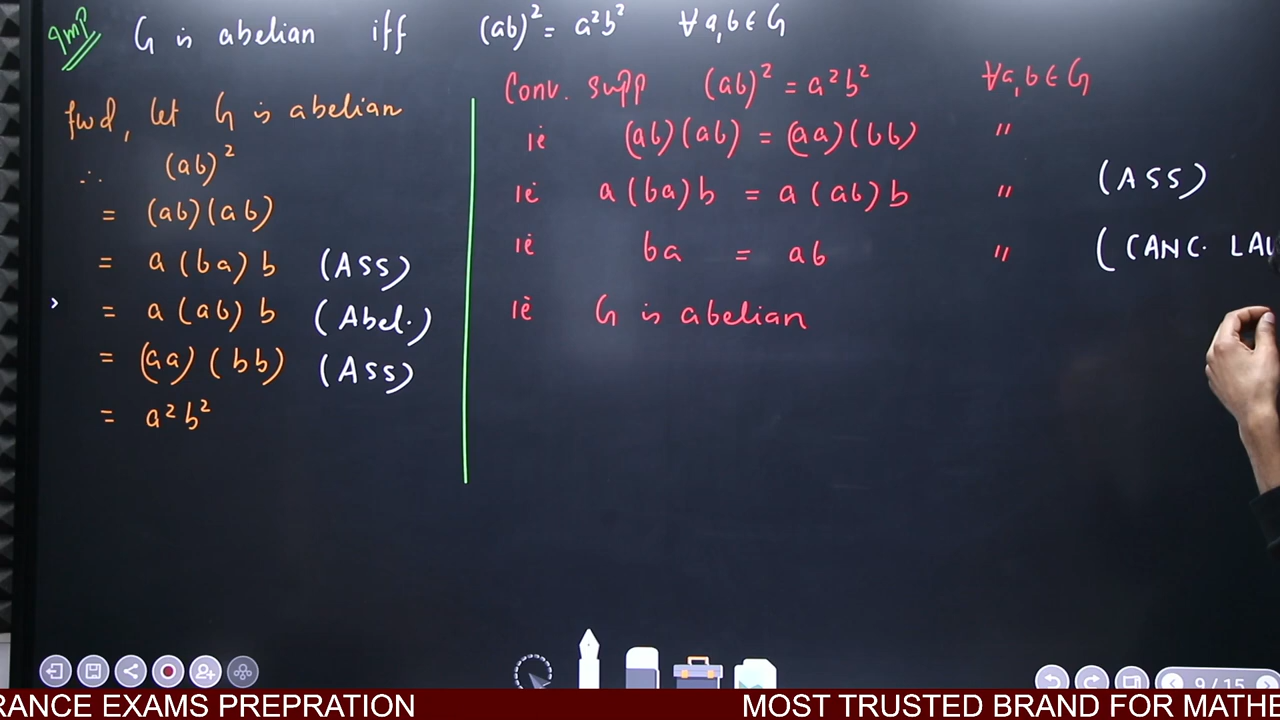 Imp G is abelian iff (ab)² = a²b² ∀ a,b ∈ G
fwd, let G is abelian
∴ (ab)²
= (ab)(ab)
= a(ba)b (Ass)
= a(ab)b (Abel.)
= (aa)(bb) (Ass)
= a²b²
Conv. supp (ab)² = a²b² ∀ a,b ∈ G
ie (ab)(ab) = (aa)(bb) "
ie a(ba)b = a(ab)b " (ASS)
ie ba = ab " (CANC. LAW
ie G is abelian
9 / 15
RANCE EXAMS PREPRATION MOST TRUSTED BRAND FOR MATHE